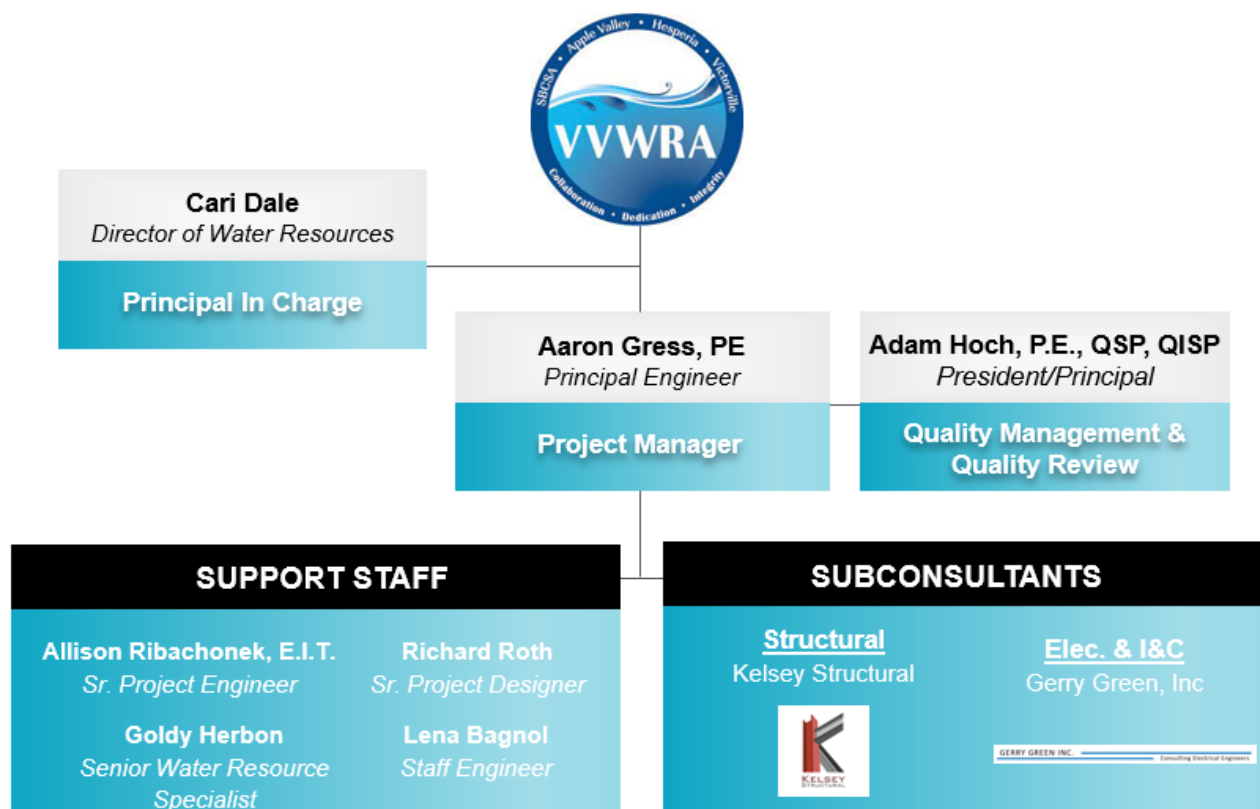 SBCSA • Apple Valley • Hesperia • Victorville
VVWRA
Collaboration • Dedication • Integrity
Cari Dale
Director of Water Resources
Principal In Charge
Aaron Gress, PE
Principal Engineer
Project Manager
Adam Hoch, P.E., QSP, QISP
President/Principal
Quality Management &
Quality Review
SUPPORT STAFF
Allison Ribachonek, E.I.T.
Sr. Project Engineer
Richard Roth
Sr. Project Designer
Goldy Herbon
Senior Water Resource
Specialist
Lena Bagnol
Staff Engineer
SUBCONSULTANTS
Structural
Kelsey Structural
KELSEY
STRUCTURAL
Elec. & I&C
Gerry Green, Inc
GERRY GREEN INC.
Consulting Electrical Engineers